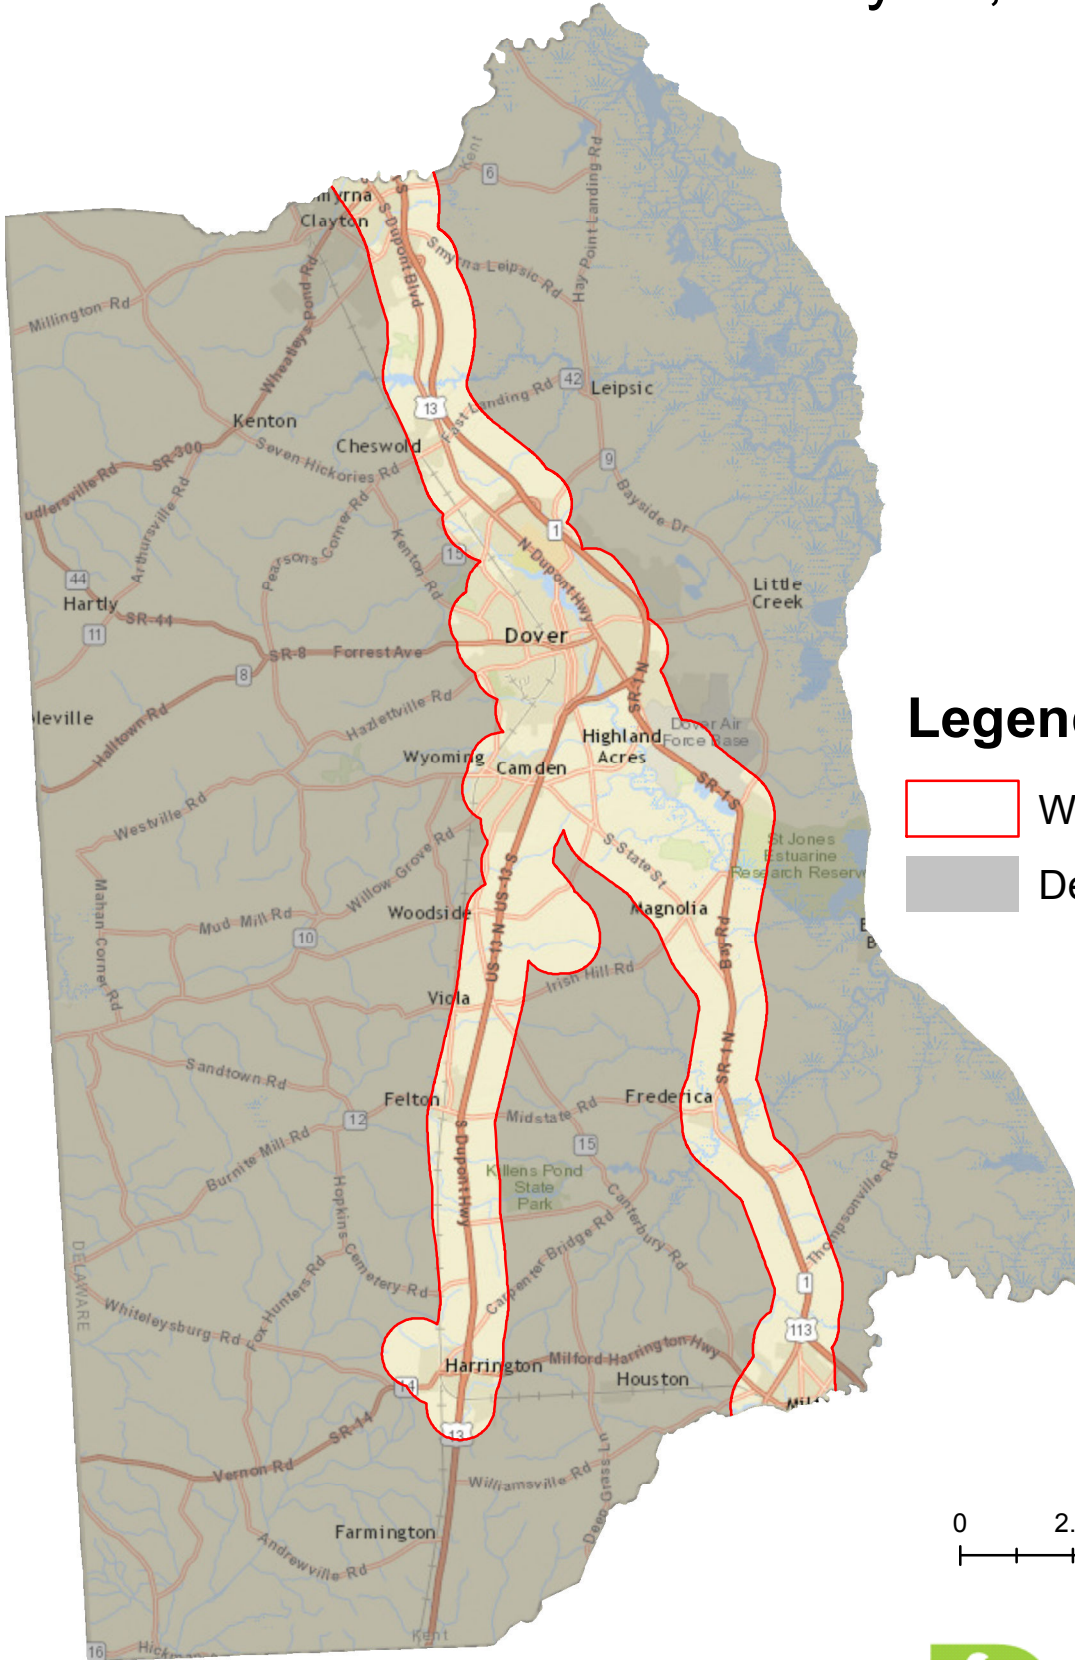 Kent
6
Clayton
S Dupont Blvd
Smyrna Leipsic Rd
Hay Point Landing Rd
Millington Rd
Wheatleys Pond Rd
42
Leipsic
13
Fast Landing Rd
Kenton
Cheswold
SR-300
Seven Hickories Rd
9
Bayside Dr
Arthursville Rd
Pearsons Corner Rd
Kenton Rd
15
1
N Dupont Hwy
44
Hartly
Little
Creek
SR-44
11
Dover
SR-8
Forrest Ave
8
SR-1 N
Halltown Rd
Hazlettville Rd
Dover Air
Force Base
Highland
Acres
Wyoming
Camden
SR-1 S
Legen
W
De
Westville Rd
Willow Grove Rd
S State St
St Jones
Estuarine
Research Reserv
US-13 S
Mahan Corner Rd
Mud Mill Rd
Woodside
Magnolia
10
US-13 N
Bay Rd
Irish Hill Rd
Viola
Sandtown Rd
SR-1 N
Felton
Frederica
Midstate Rd
12
15
Burnite Mill Rd
S Dupont Hwy
Killens Pond
State
Park
Hopkins Cemetery Rd
Canterbury Rd
Thompsonville Rd
Carpenter Bridge Rd
DELAWARE
Fox Hunters Rd
1
Whiteleysburg Rd
113
Milford Harrington Hwy
Harrington
Houston
14
SR-14
13
Vernon Rd
Williamsville Rd
Deep Grass Ln
0
2.
Farmington
Andrewville Rd
Kent
16